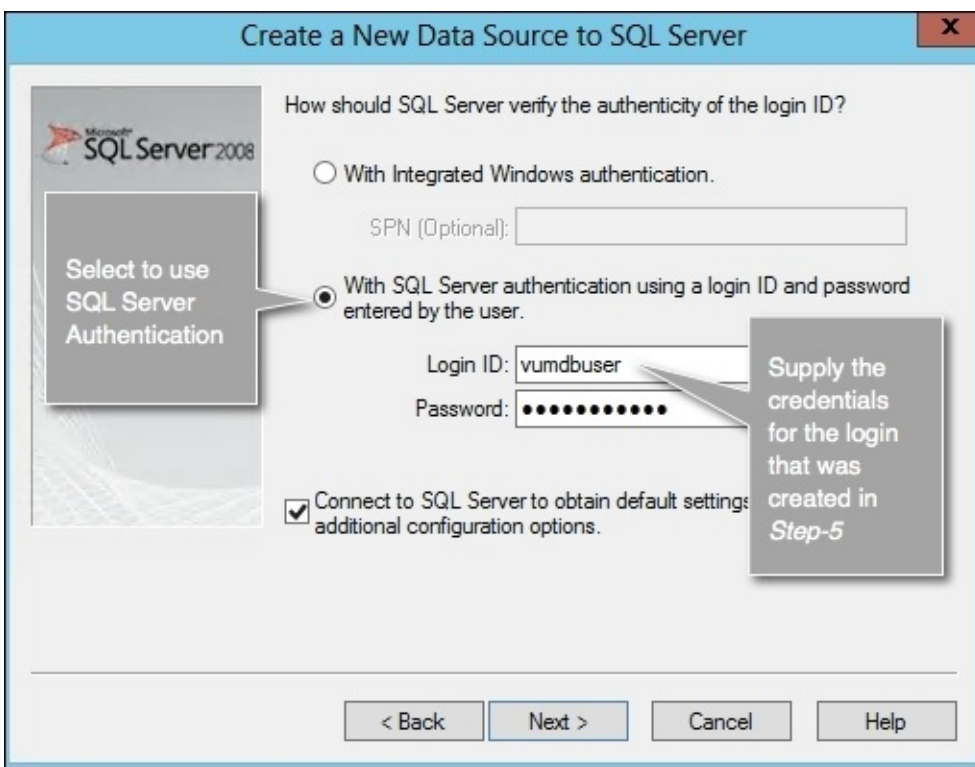 Create a New Data Source to SQL Server
x
Microsoft
SQL Server 2008
How should SQL Server verify the authenticity of the login ID?
With Integrated Windows authentication.
SPN (Optional):
Select to use
SQL Server
Authentication
With SQL Server authentication using a login ID and password
entered by the user.
Login ID: vumdbuser
Password:
Supply the
credentials
for the login
that was
created in
Step-5
Connect to SQL Server to obtain default settings
additional configuration options.
< Back
Next >
Cancel
Help